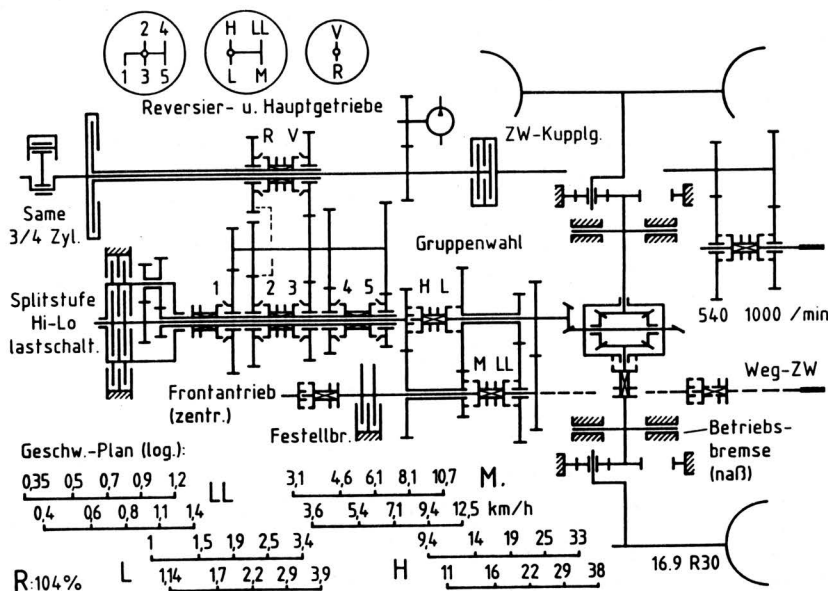 H LL
2 4
V
1 3 5
L M
R
Reversier- u. Hauptgetriebe
R V
ZW-Kupplg.
Same
3/4 Zyl.
Gruppenwahl
1 2 3 4 5
H L
Splitstufe
Hi-Lo
lastschalt.
540 1000 /min
M LL
Weg-ZW
Frontantrieb
(zentr.)
Festellbr.
Betriebs-
bremse
(naß)
Geschw.-Plan (log.):
0,35 0,5 0,7 0,9 1,2
LL
0,4 0,6 0,8 1,1 1,4
3,1 4,6 6,1 8,1 10,7
M.
3,6 5,4 7,1 9,4 12,5 km/h
1 1,5 1,9 2,5 3,4
L
1,14 1,7 2,2 2,9 3,9
9,4 14 19 25 33
H
11 16 22 29 38
R:104%
16.9 R30